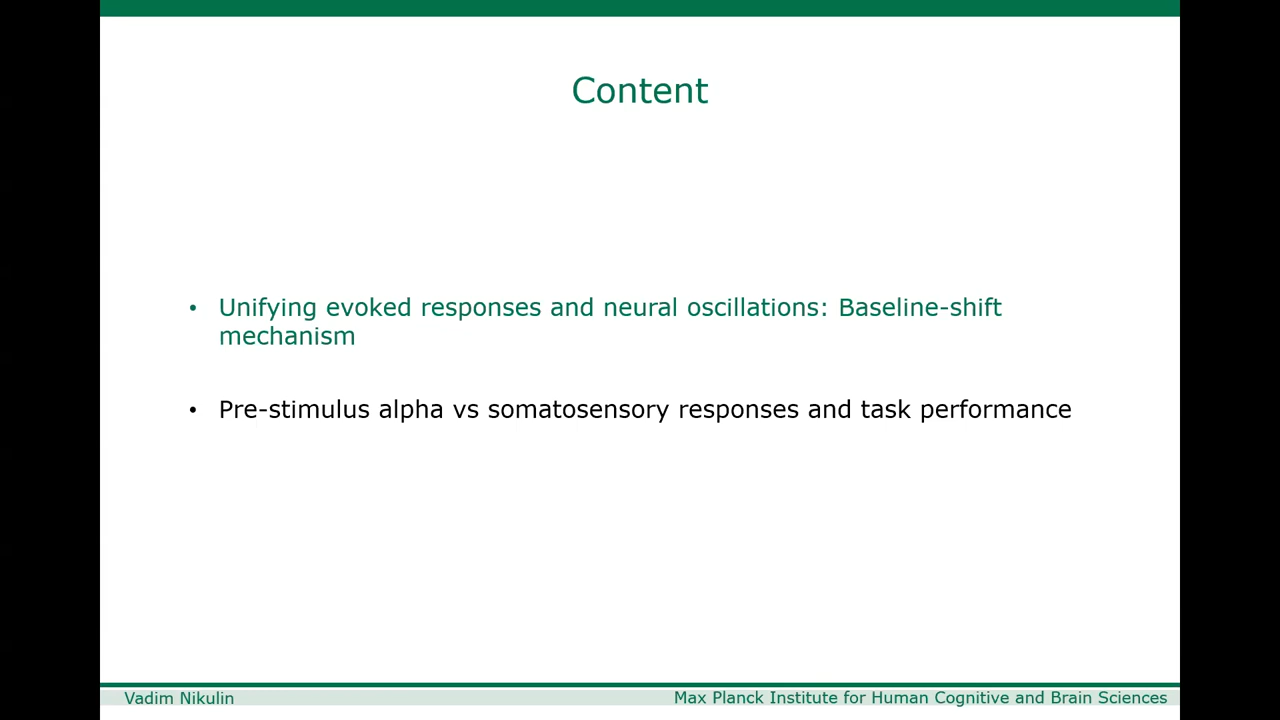 Content
• Unifying evoked responses and neural oscillations: Baseline-shift
mechanism
• Pre-stimulus alpha vs somatosensory responses and task performance
Vadim Nikulin
Max Planck Institute for Human Cognitive and Brain Sciences